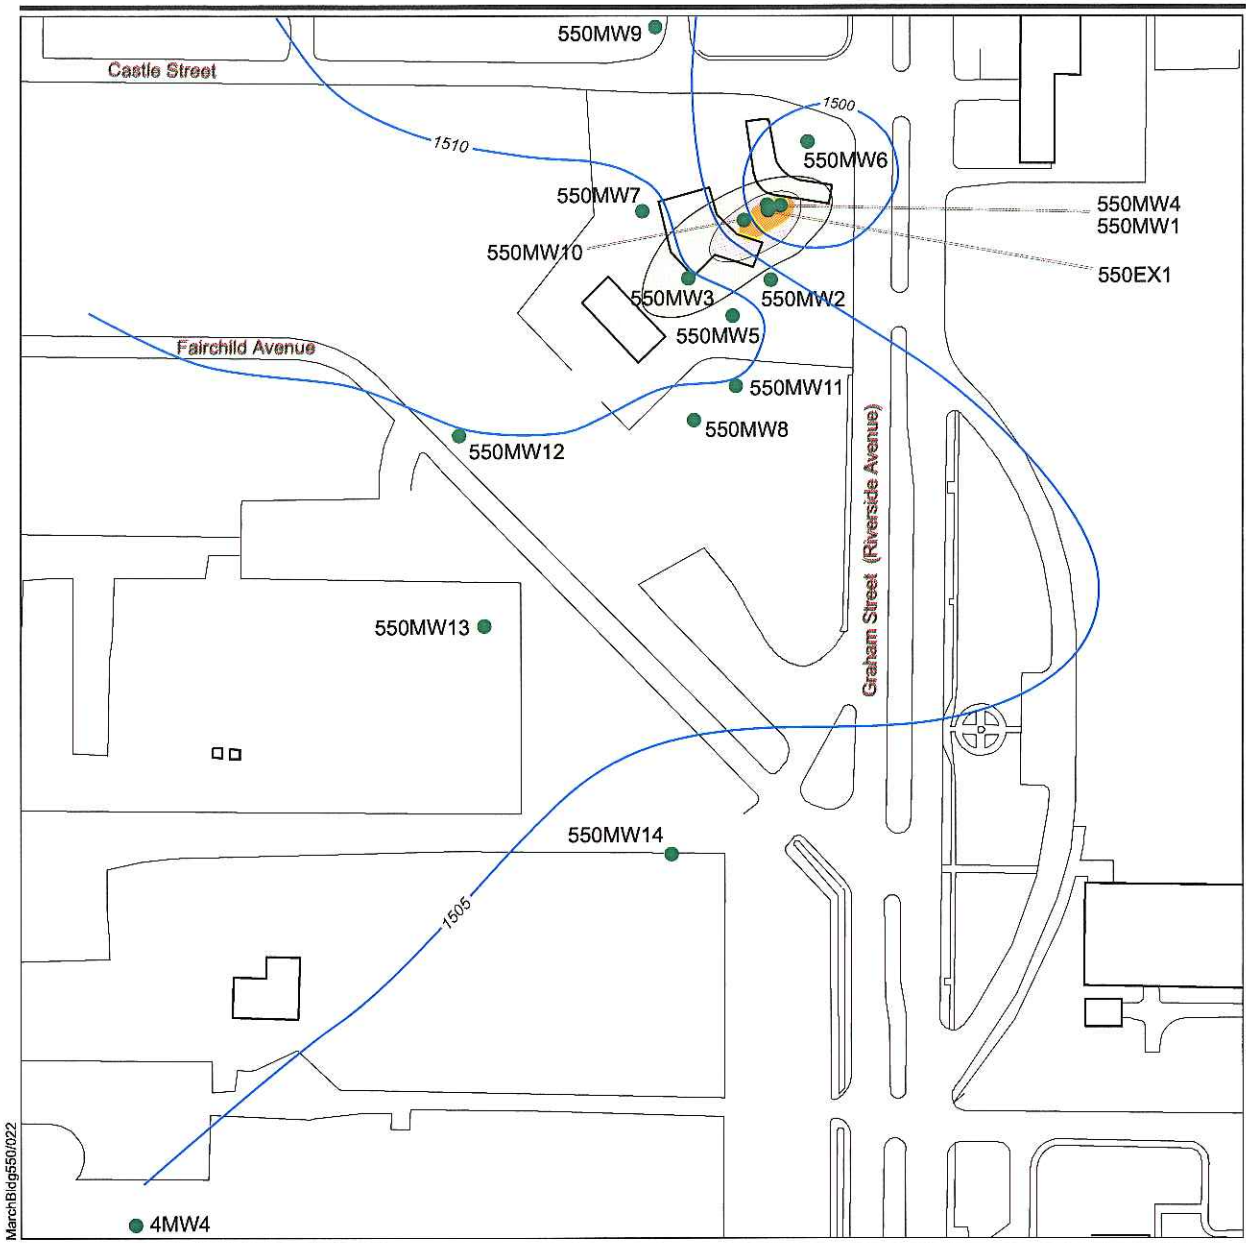 550MW9
Castle Street
1500
1510
550MW6
550MW7
550MW4
550MW1
550MW10
550EX1
550MW3
550MW2
550MW5
Fairchild Avenue
550MW11
550MW8
550MW12
Graham Street (Riverside Avenue)
550MW13
550MW14
1505
MarchBldg550/022
4MW4